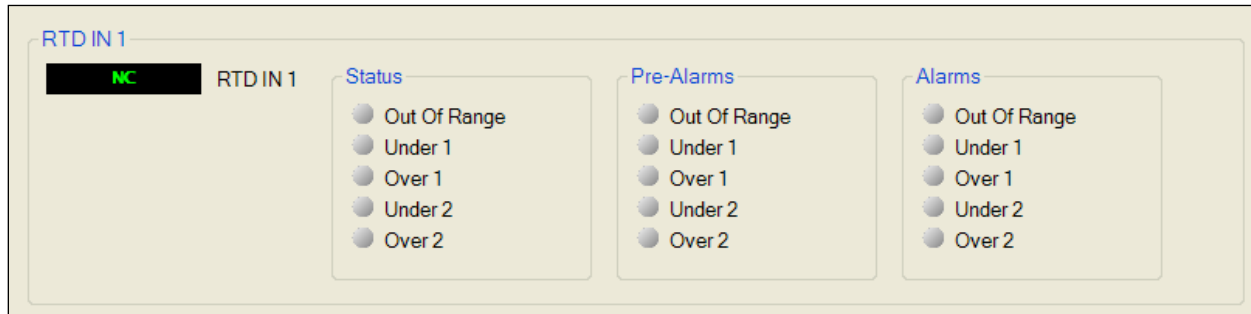 RTD IN 1
NC RTD IN 1
Status
Out Of Range
Under 1
Over 1
Under 2
Over 2
Pre-Alarms
Out Of Range
Under 1
Over 1
Under 2
Over 2
Alarms
Out Of Range
Under 1
Over 1
Under 2
Over 2